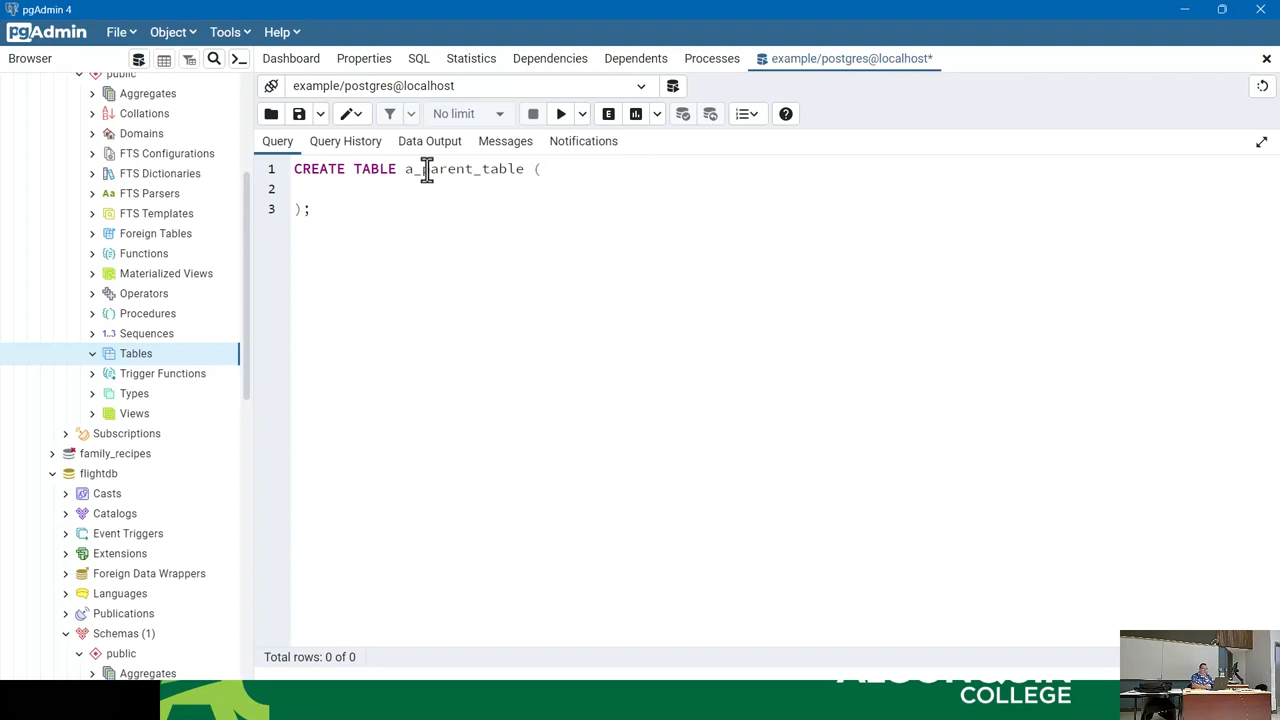 pgAdmin 4
pgAdmin File Object Tools Help
Browser Dashboard Properties SQL Statistics Dependencies Dependents Processes example/postgres@localhost*
public
example/postgres@localhost
Aggregates
Collations
No limit
Domains
Query Query History Data Output Messages Notifications
FTS Configurations
1 CREATE TABLE a_parent_table (
FTS Dictionaries
2
Aa FTS Parsers
3 );
FTS Templates
Foreign Tables
Functions
Materialized Views
Operators
Procedures
1..3 Sequences
Tables
Trigger Functions
Types
Views
Subscriptions
family_recipes
flightdb
Casts
Catalogs
Event Triggers
Extensions
Foreign Data Wrappers
Languages
Publications
Schemas (1)
public
Total rows: 0 of 0
Aggregates
COLLEGE